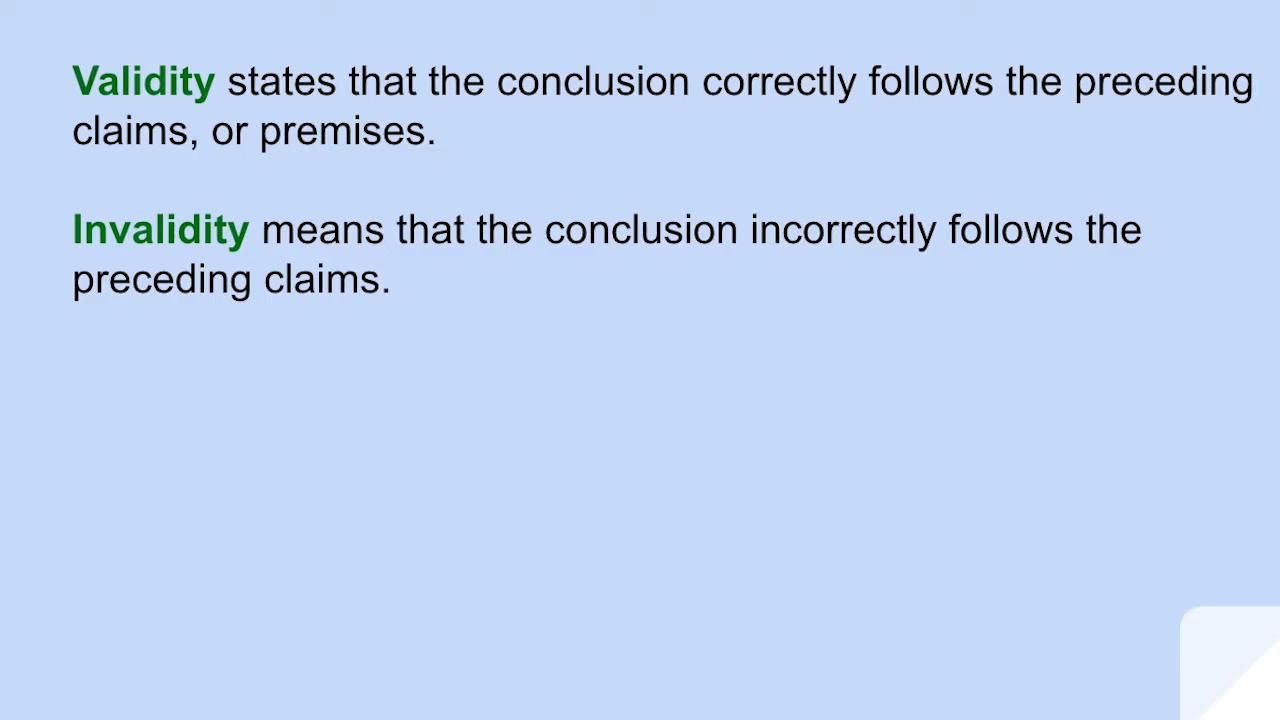 Validity states that the conclusion correctly follows the preceding
claims, or premises.
Invalidity means that the conclusion incorrectly follows the
preceding claims.